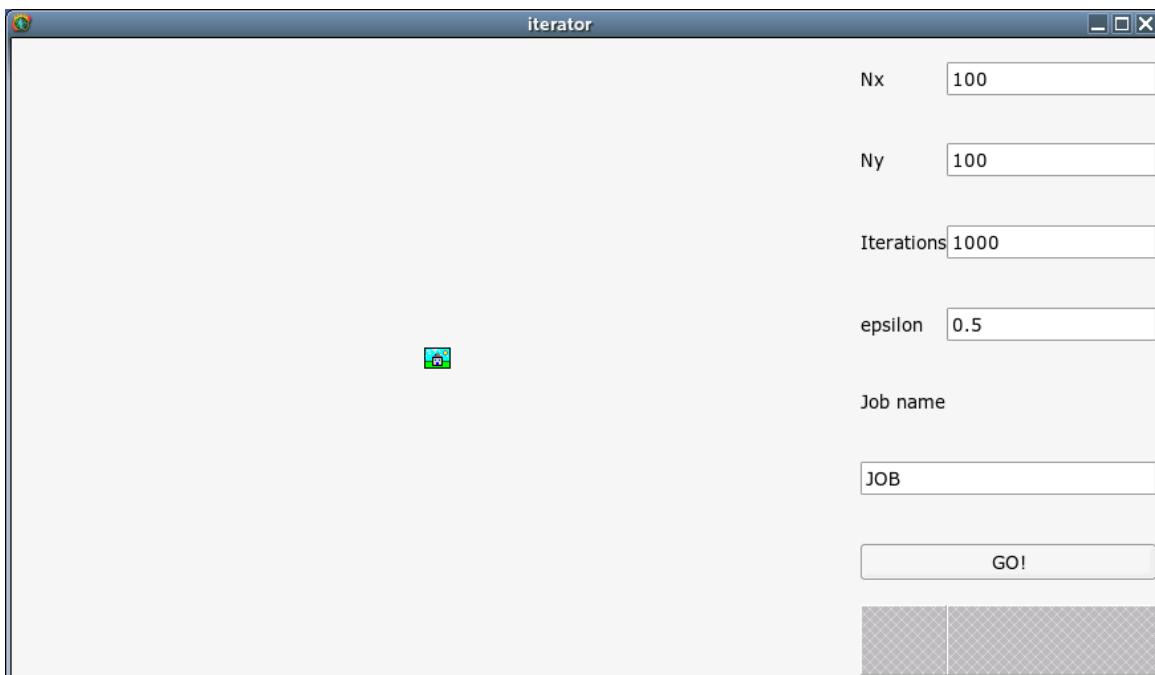 iterator
Nx 100
Ny 100
Iterations 1000
epsilon 0.5
Job name
JOB
GO!